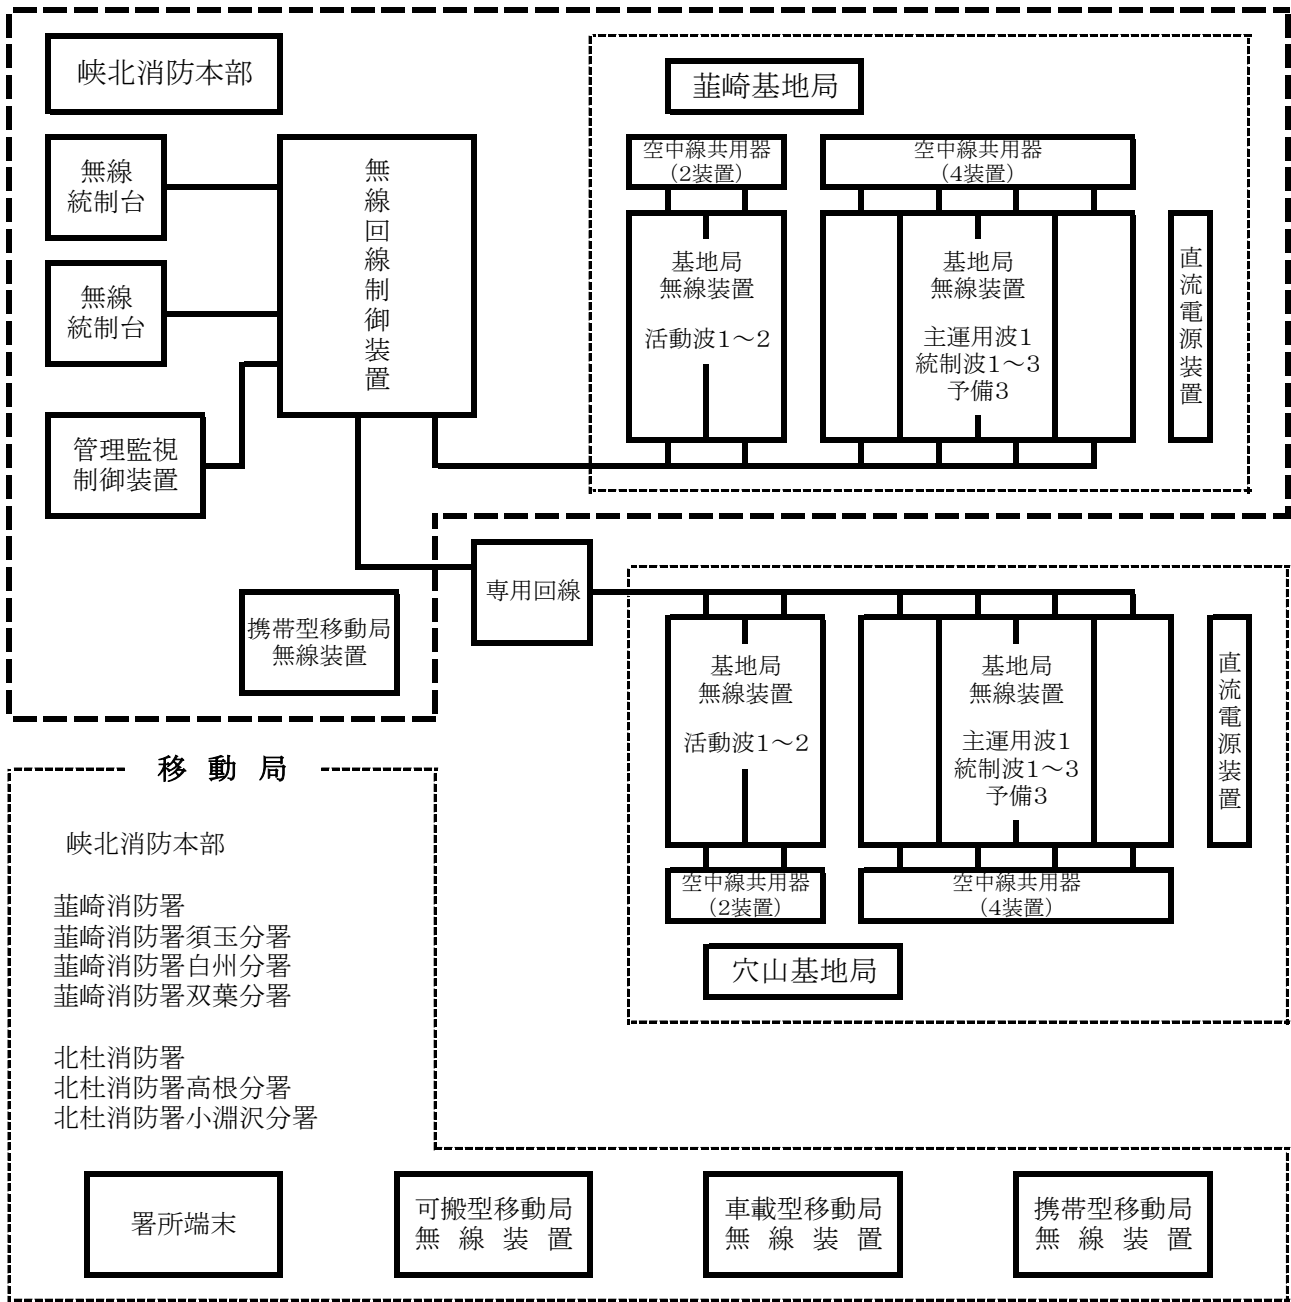 峡北消防本部
韮崎基地局
空中線共用器
（2装置）
空中線共用器
（4装置）
無線
統制台
無線回線制御装置
基地局
無線装置
活動波1～2
基地局
無線装置
主運用波1
統制波1～3
予備3
直流電源装置
無線
統制台
管理監視
制御装置
専用回線
携帯型移動局
無線装置
基地局
無線装置
活動波1～2
基地局
無線装置
主運用波1
統制波1～3
予備3
直流電源装置
空中線共用器
（2装置）
空中線共用器
（4装置）
穴山基地局
移動局
峡北消防本部
韮崎消防署
韮崎消防署須玉分署
韮崎消防署白州分署
韮崎消防署双葉分署
北杜消防署
北杜消防署高根分署
北杜消防署小淵沢分署
署所端末
可搬型移動局
無線装置
車載型移動局
無線装置
携帯型移動局
無線装置